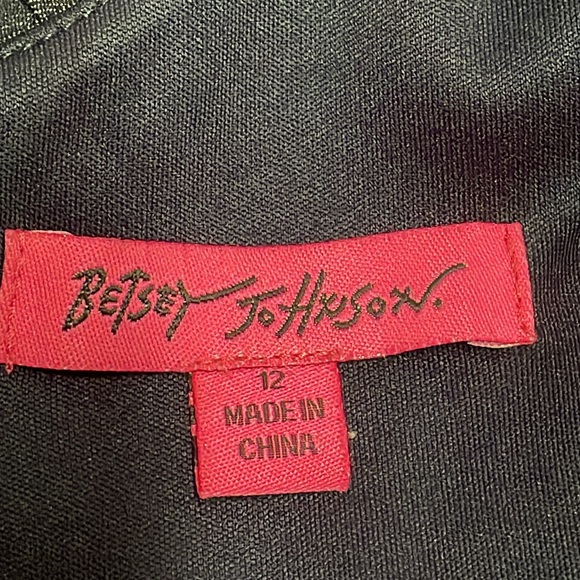 BETSEY JOHNSON.
12
MADE IN
CHINA